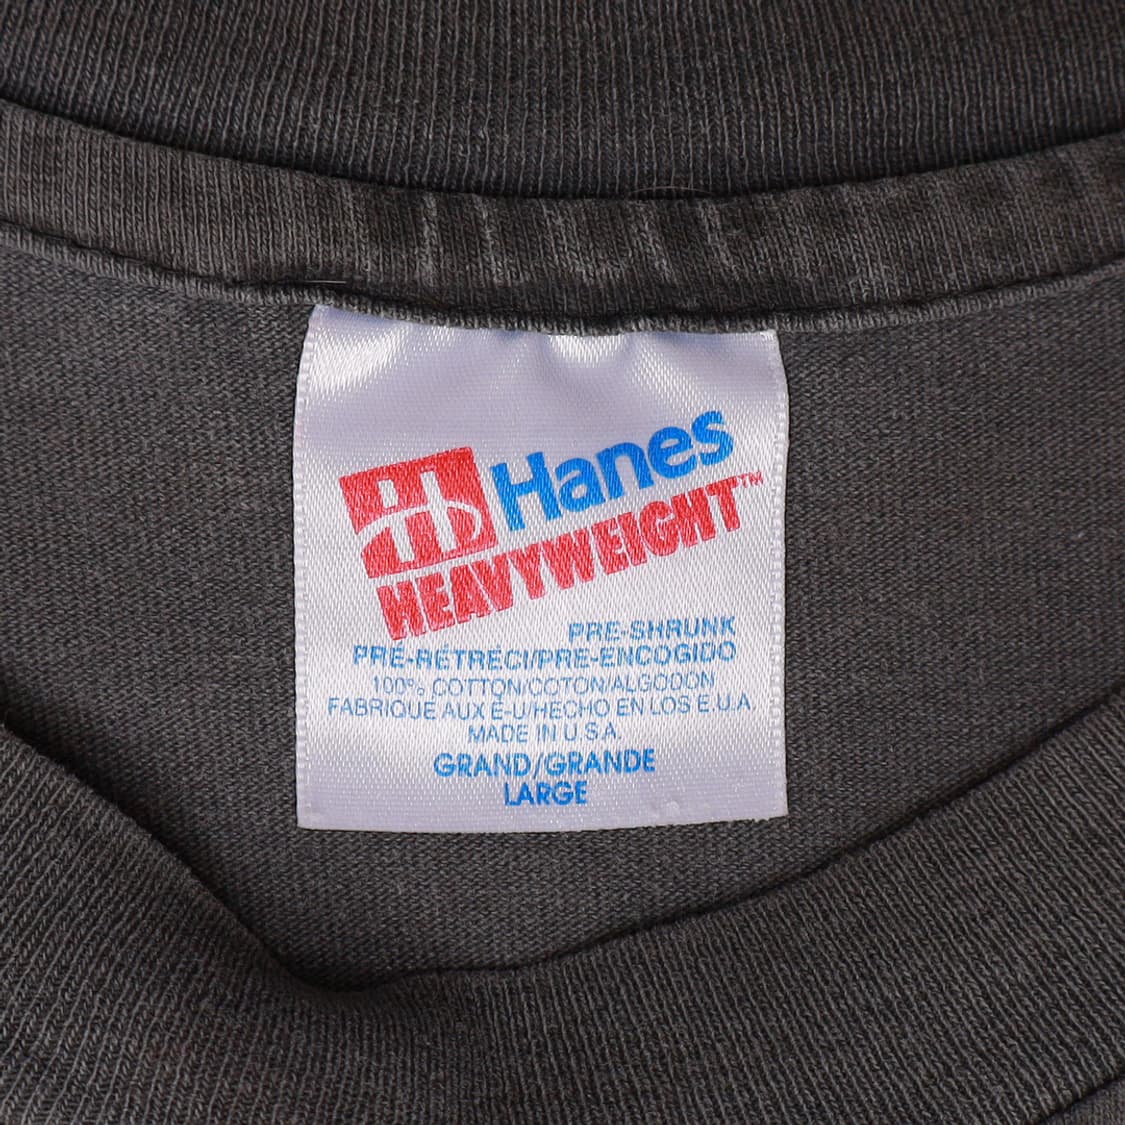 Hanes
HEAVYWEIGHT™
PRE-SHRUNK
PRÉ-RÉTRÉCI/PRE-ENCOGIDO
100% COTTON/COTON/ALGODON
FABRIQUE AUX É-U/HECHO EN LOS E.U.A
MADE IN U.S.A.
GRAND/GRANDE
LARGE